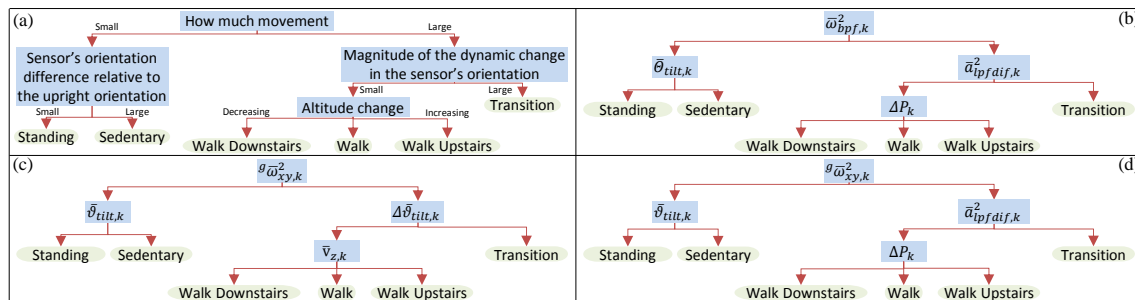 (a)
How much movement
Small
Large
Sensor's orientation
difference relative to
the upright orientation
Magnitude of the dynamic change
in the sensor's orientation
Small
Large
Small
Large
Altitude change
Transition
Decreasing
Increasing
Standing
Sedentary
Walk Downstairs
Walk
Walk Upstairs
(b
ω̅²bpf,k
Θ̅tilt,k
a̅²lpfdif,k
ΔPk
Standing
Sedentary
Transition
Walk Downstairs
Walk
Walk Upstairs
(c)
gω̅²xy,k
ϑ̅tilt,k
Δϑ̅tilt,k
Standing
Sedentary
v̅z,k
Transition
Walk Downstairs
Walk
Walk Upstairs
(d)
gω̅²xy,k
ϑ̅tilt,k
a̅²lpfdif,k
Standing
Sedentary
ΔPk
Transition
Walk Downstairs
Walk
Walk Upstairs